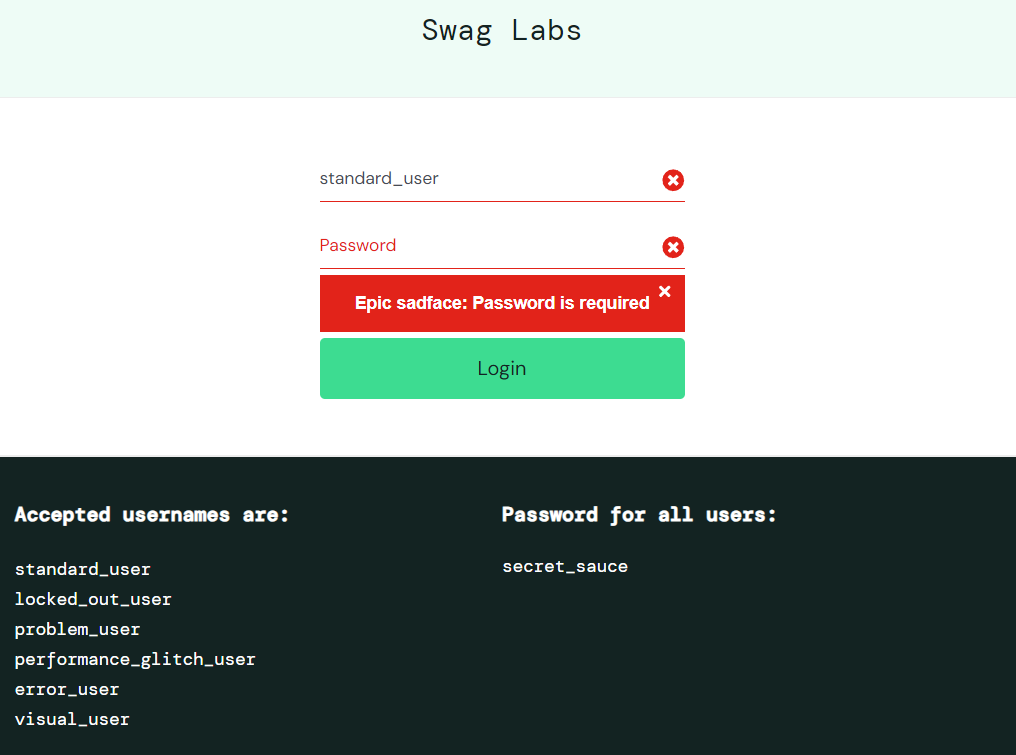 Swag Labs
standard_user
Password
Epic sadface: Password is required
Login
Accepted usernames are:
standard_user
locked_out_user
problem_user
performance_glitch_user
error_user
visual_user
Password for all users:
secret_sauce